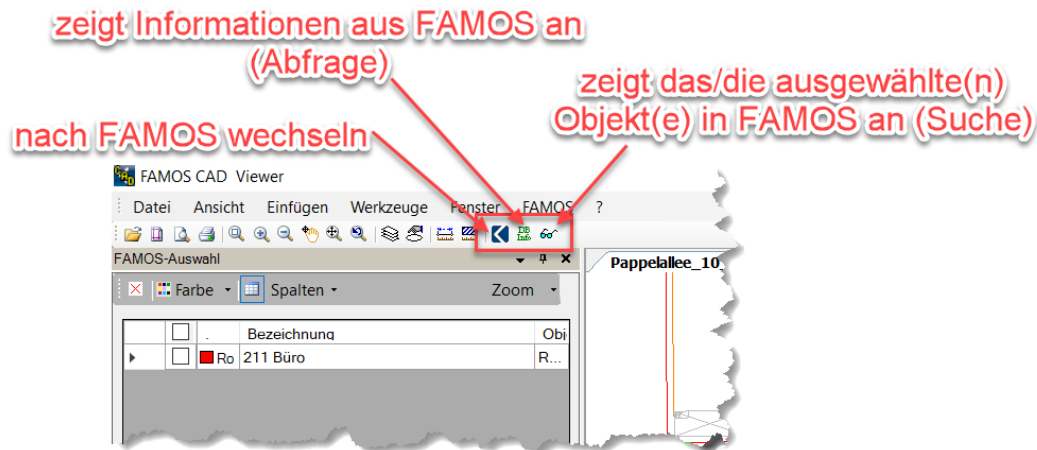 zeigt Informationen aus FAMOS an
(Abfrage)
zeigt das/die ausgewählte(n)
Objekt(e) in FAMOS an (Suche)
nach FAMOS wechseln
FAMOS CAD Viewer
Datei Ansicht Einfügen Werkzeuge Fenster FAMOS ?
FAMOS-Auswahl
Pappelallee_10_
Farbe Spalten Zoom
. Bezeichnung Obj
Ro 211 Büro R...